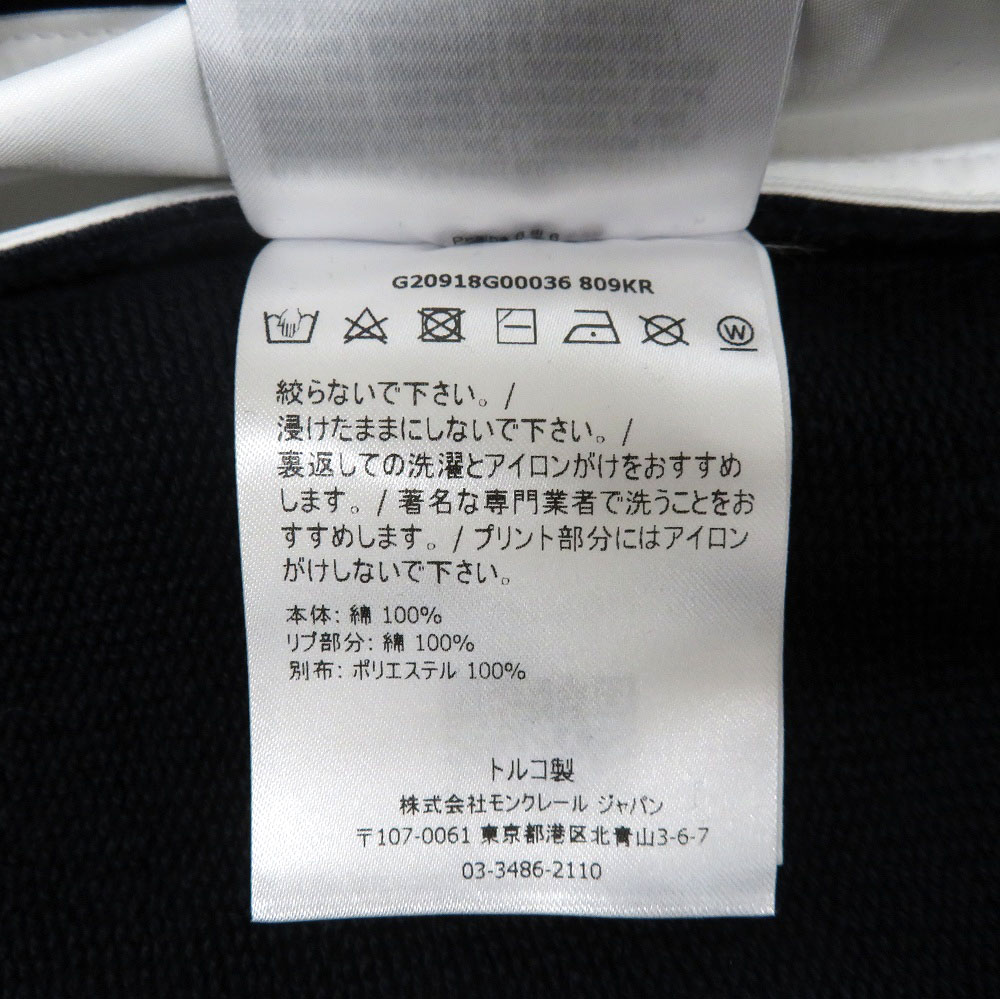 G20918G00036 809KR
W
絞らないで下さい。/
浸けたままにしないで下さい。/
裏返しての洗濯とアイロンがけをおすすめ
します。/ 著名な専門業者で洗うことをお
すすめします。/ プリント部分にはアイロン
がけしないで下さい。
本体: 綿 100%
リブ部分: 綿 100%
別布: ポリエステル 100%
トルコ製
株式会社モンクレール ジャパン
〒107-0061 東京都港区北青山3-6-7
03-3486-2110